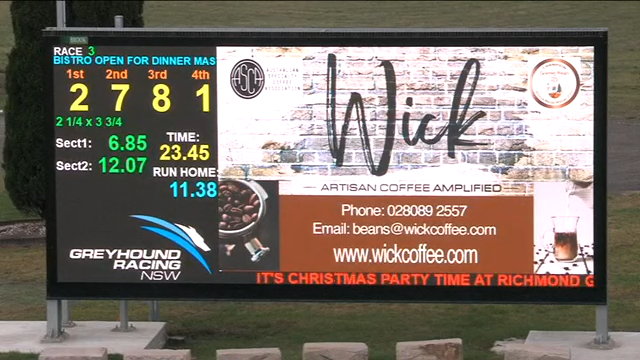 RACE 3
BISTRO OPEN FOR DINNER MAS
1st 2nd 3rd 4th
2 7 8 1
2 1/4 x 3 3/4
Sect1: 6.85
Sect2: 12.07
TIME:
23.45
RUN HOME:
11.38
GREYHOUND
RACING
NSW
ASCA
Wick
ARTISAN COFFEE AMPLIFIED
Phone: 028089 2557
Email: beans@wickcoffee.com
www.wickcoffee.com
IT'S CHRISTMAS PARTY TIME AT RICHMOND G